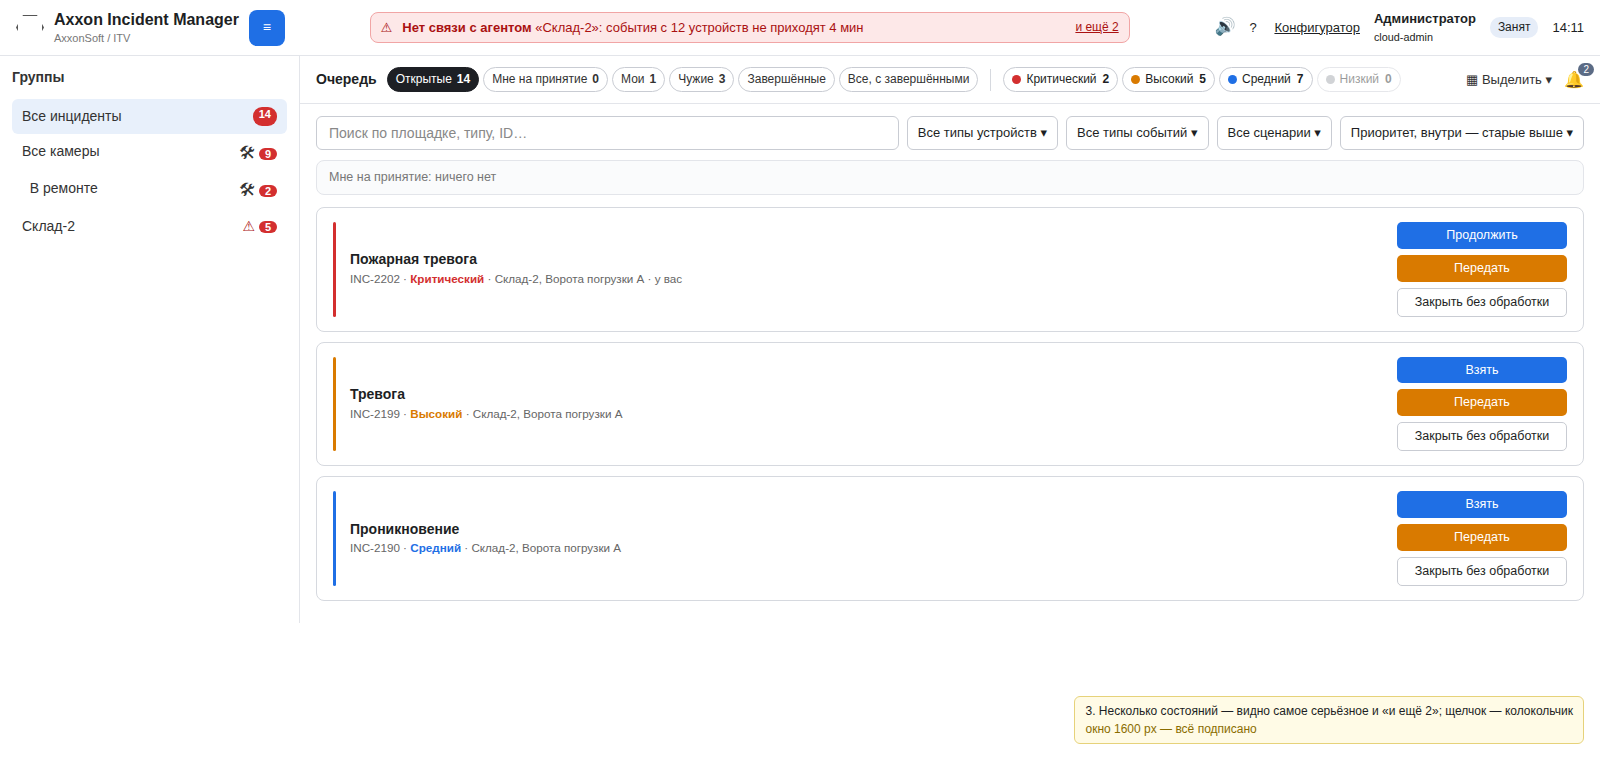 Axxon Incident Manager
AxxonSoft / ITV
≡
⚠ Нет связи с агентом «Склад-2»: события с 12 устройств не приходят 4 мин и ещё 2
? Конфигуратор
Администратор
cloud-admin
Занят 14:11
Группы
Все инциденты 14
Все камеры 9
В ремонте 2
Склад-2 ⚠ 5
Очередь Открытые 14 Мне на принятие 0 Мои 1 Чужие 3 Завершённые Все, с завершёнными Критический 2 Высокий 5 Средний 7 Низкий 0 Выделить ▾ 2
Поиск по площадке, типу, ID… Все типы устройств ▾ Все типы событий ▾ Все сценарии ▾ Приоритет, внутри — старые выше ▾
Мне на принятие: ничего нет
Пожарная тревога
INC-2202 · Критический · Склад-2, Ворота погрузки А · у вас
Продолжить
Передать
Закрыть без обработки
Тревога
INC-2199 · Высокий · Склад-2, Ворота погрузки А
Взять
Передать
Закрыть без обработки
Проникновение
INC-2190 · Средний · Склад-2, Ворота погрузки А
Взять
Передать
Закрыть без обработки
3. Несколько состояний — видно самое серьёзное и «и ещё 2»; щелчок — колокольчик
окно 1600 px — всё подписано